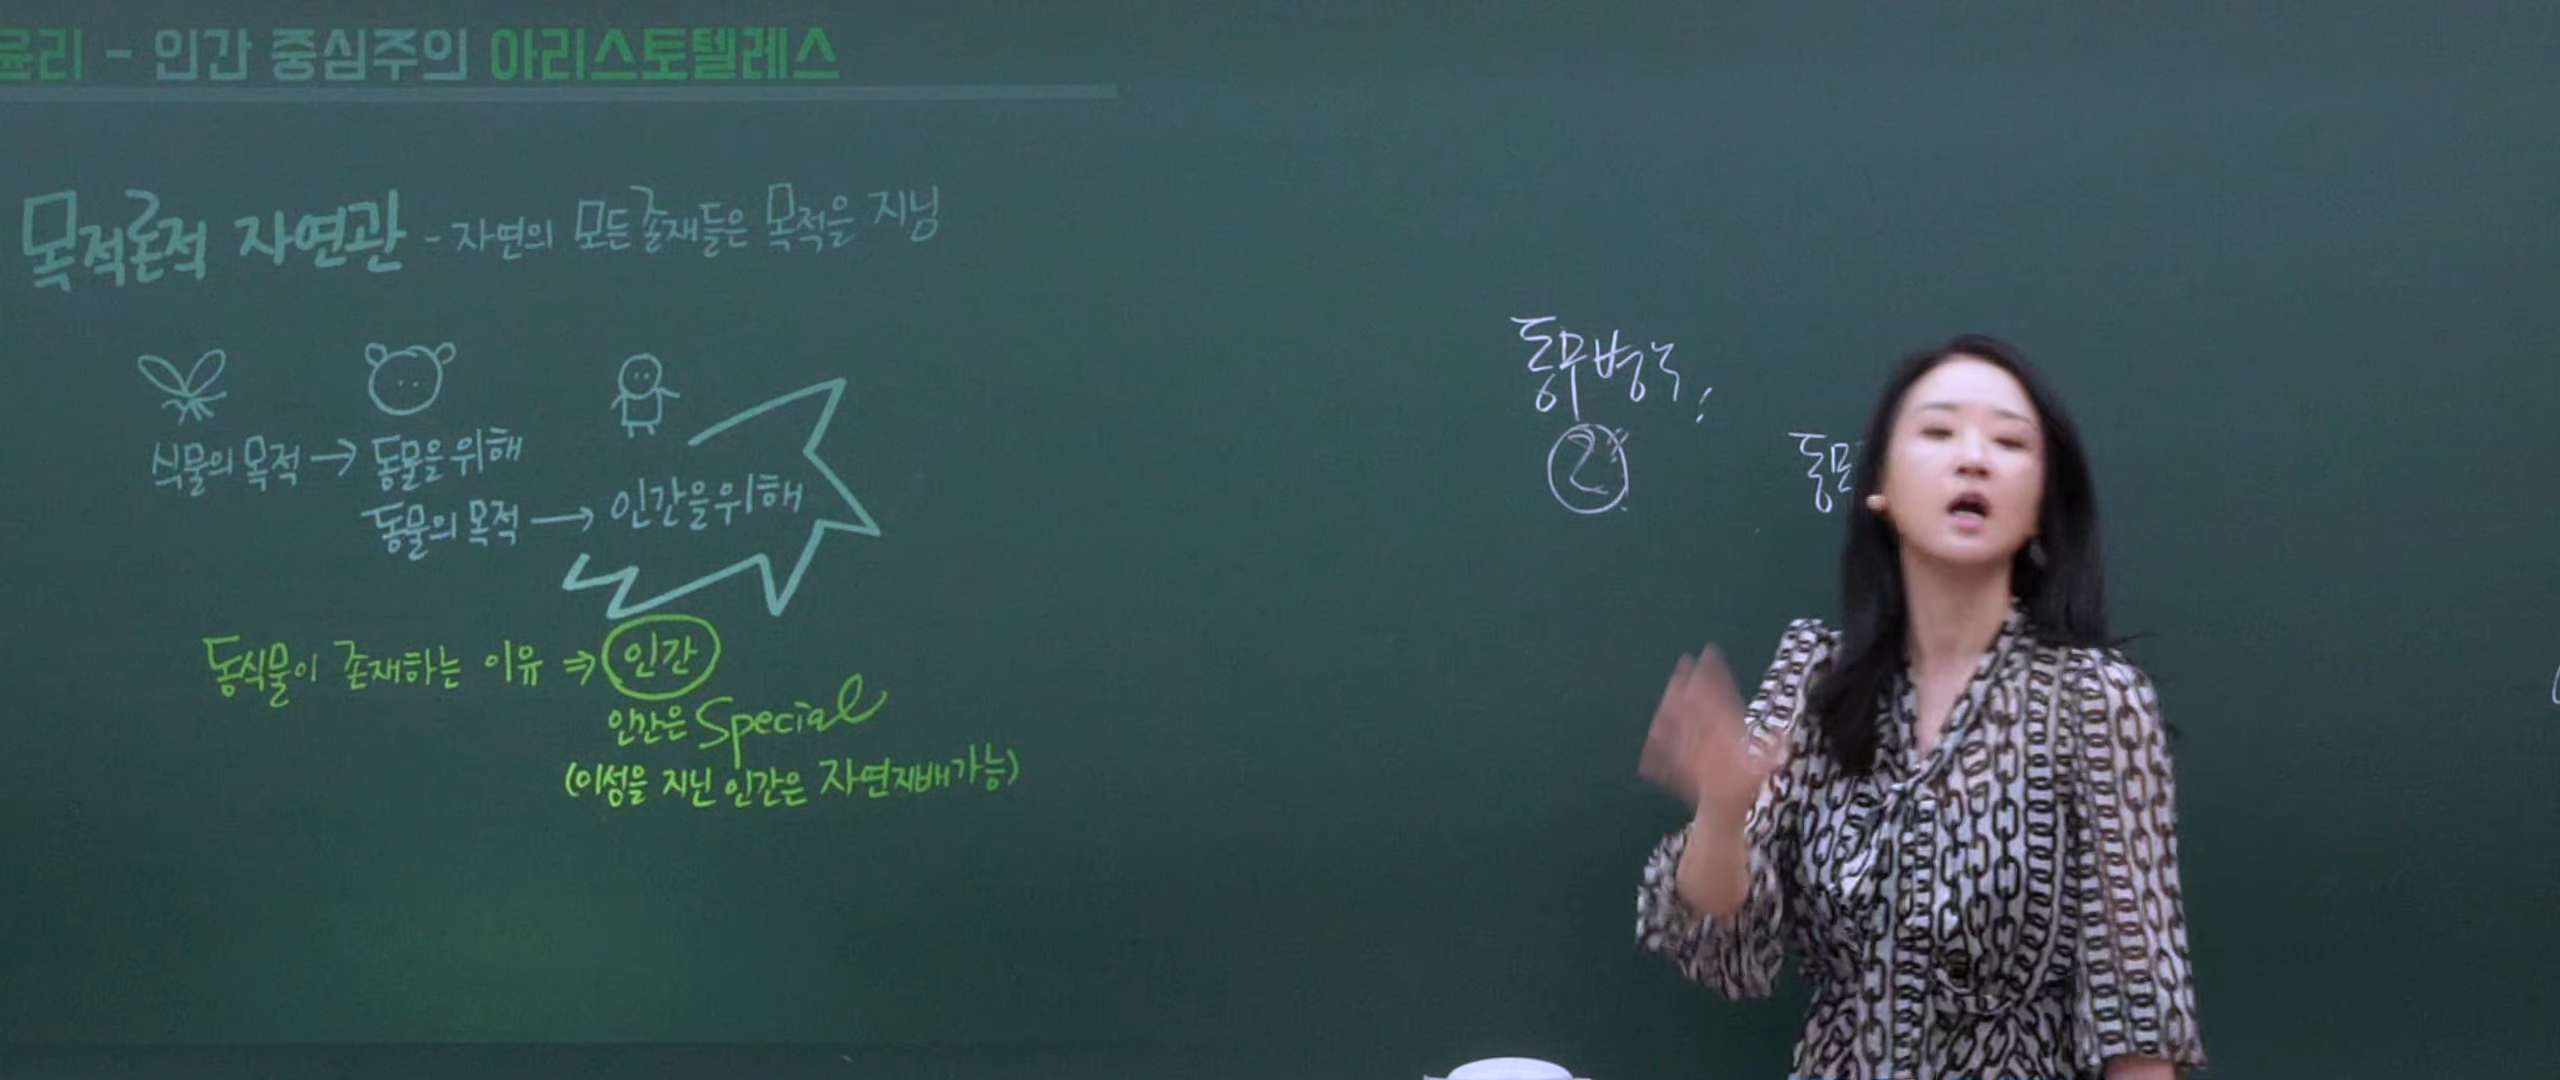 윤리 - 인간 중심주의 아리스토텔레스
목적론적 자연관 - 자연의 모든 존재들은 목적을 지님
식물의 목적 → 동물을 위해
동물의 목적 → 인간을 위해
동식물이 존재하는 이유 ⇒ 인간
인간은 Special
(이성을 지닌 인간은 자연지배가능)
2